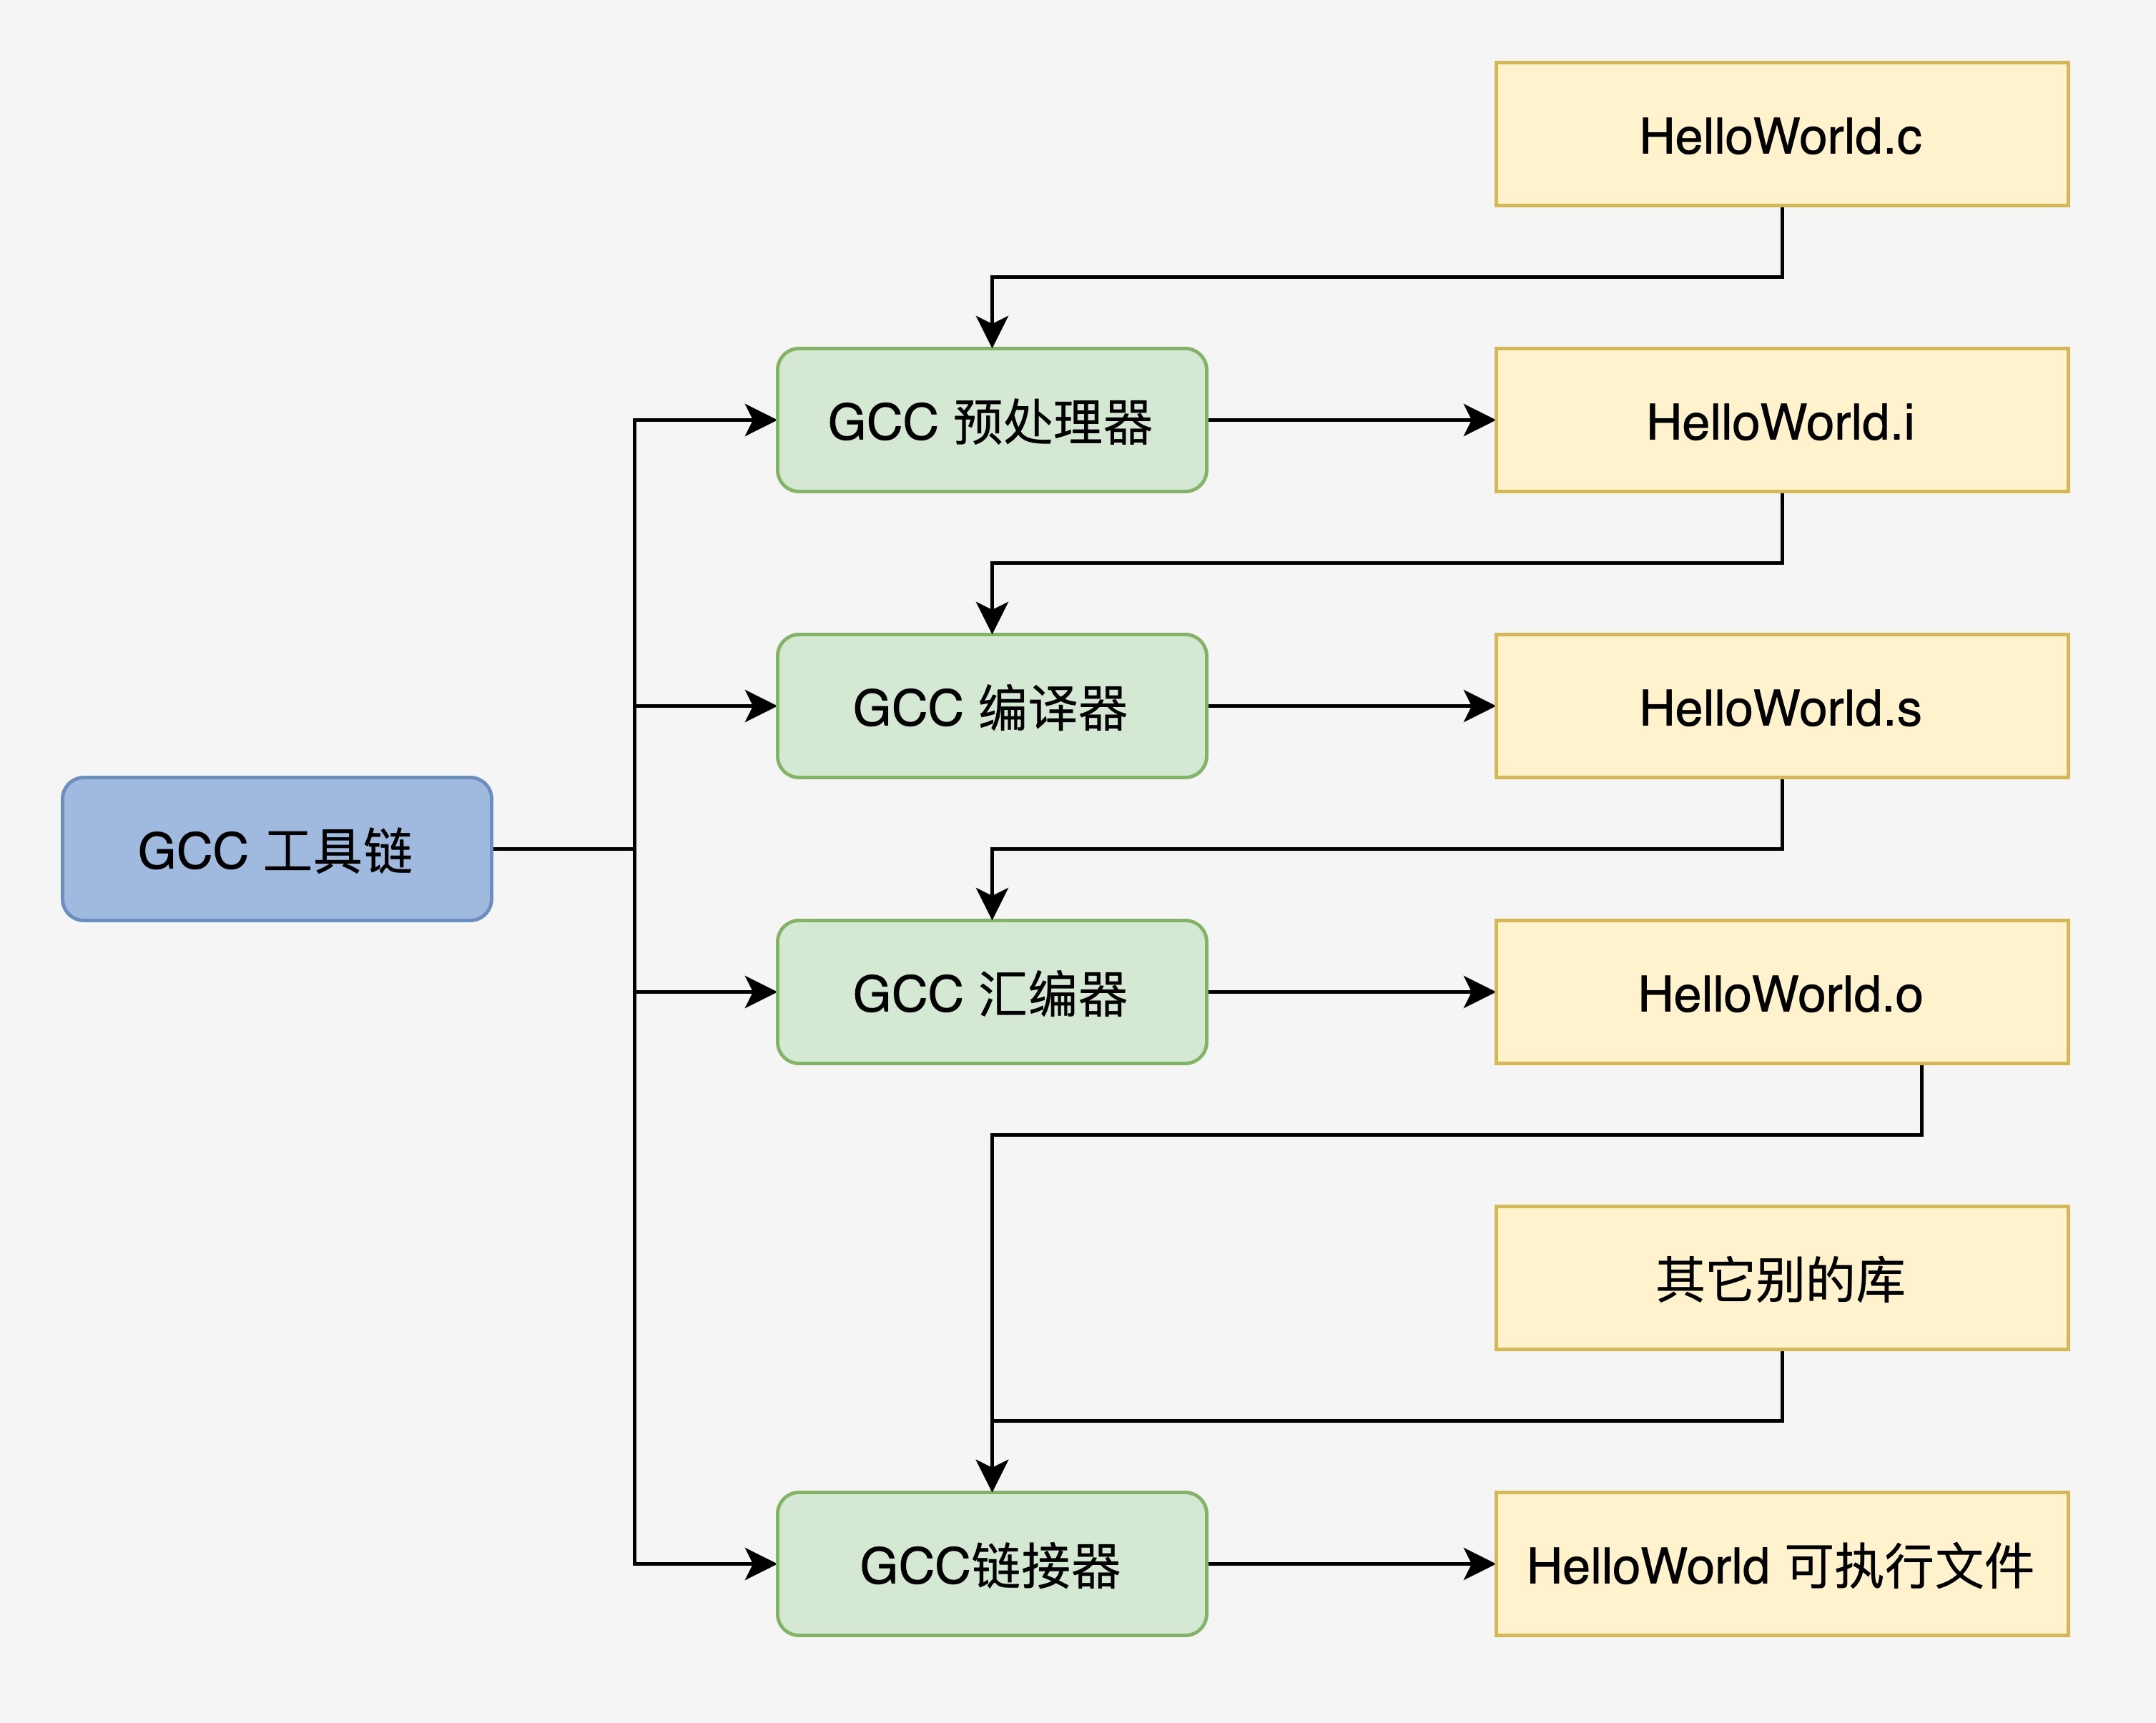 HelloWorld.c
GCC 预处理器
HelloWorld.i
GCC 编译器
HelloWorld.s
GCC 工具链
GCC 汇编器
HelloWorld.o
其它别的库
GCC链接器
HelloWorld 可执行文件